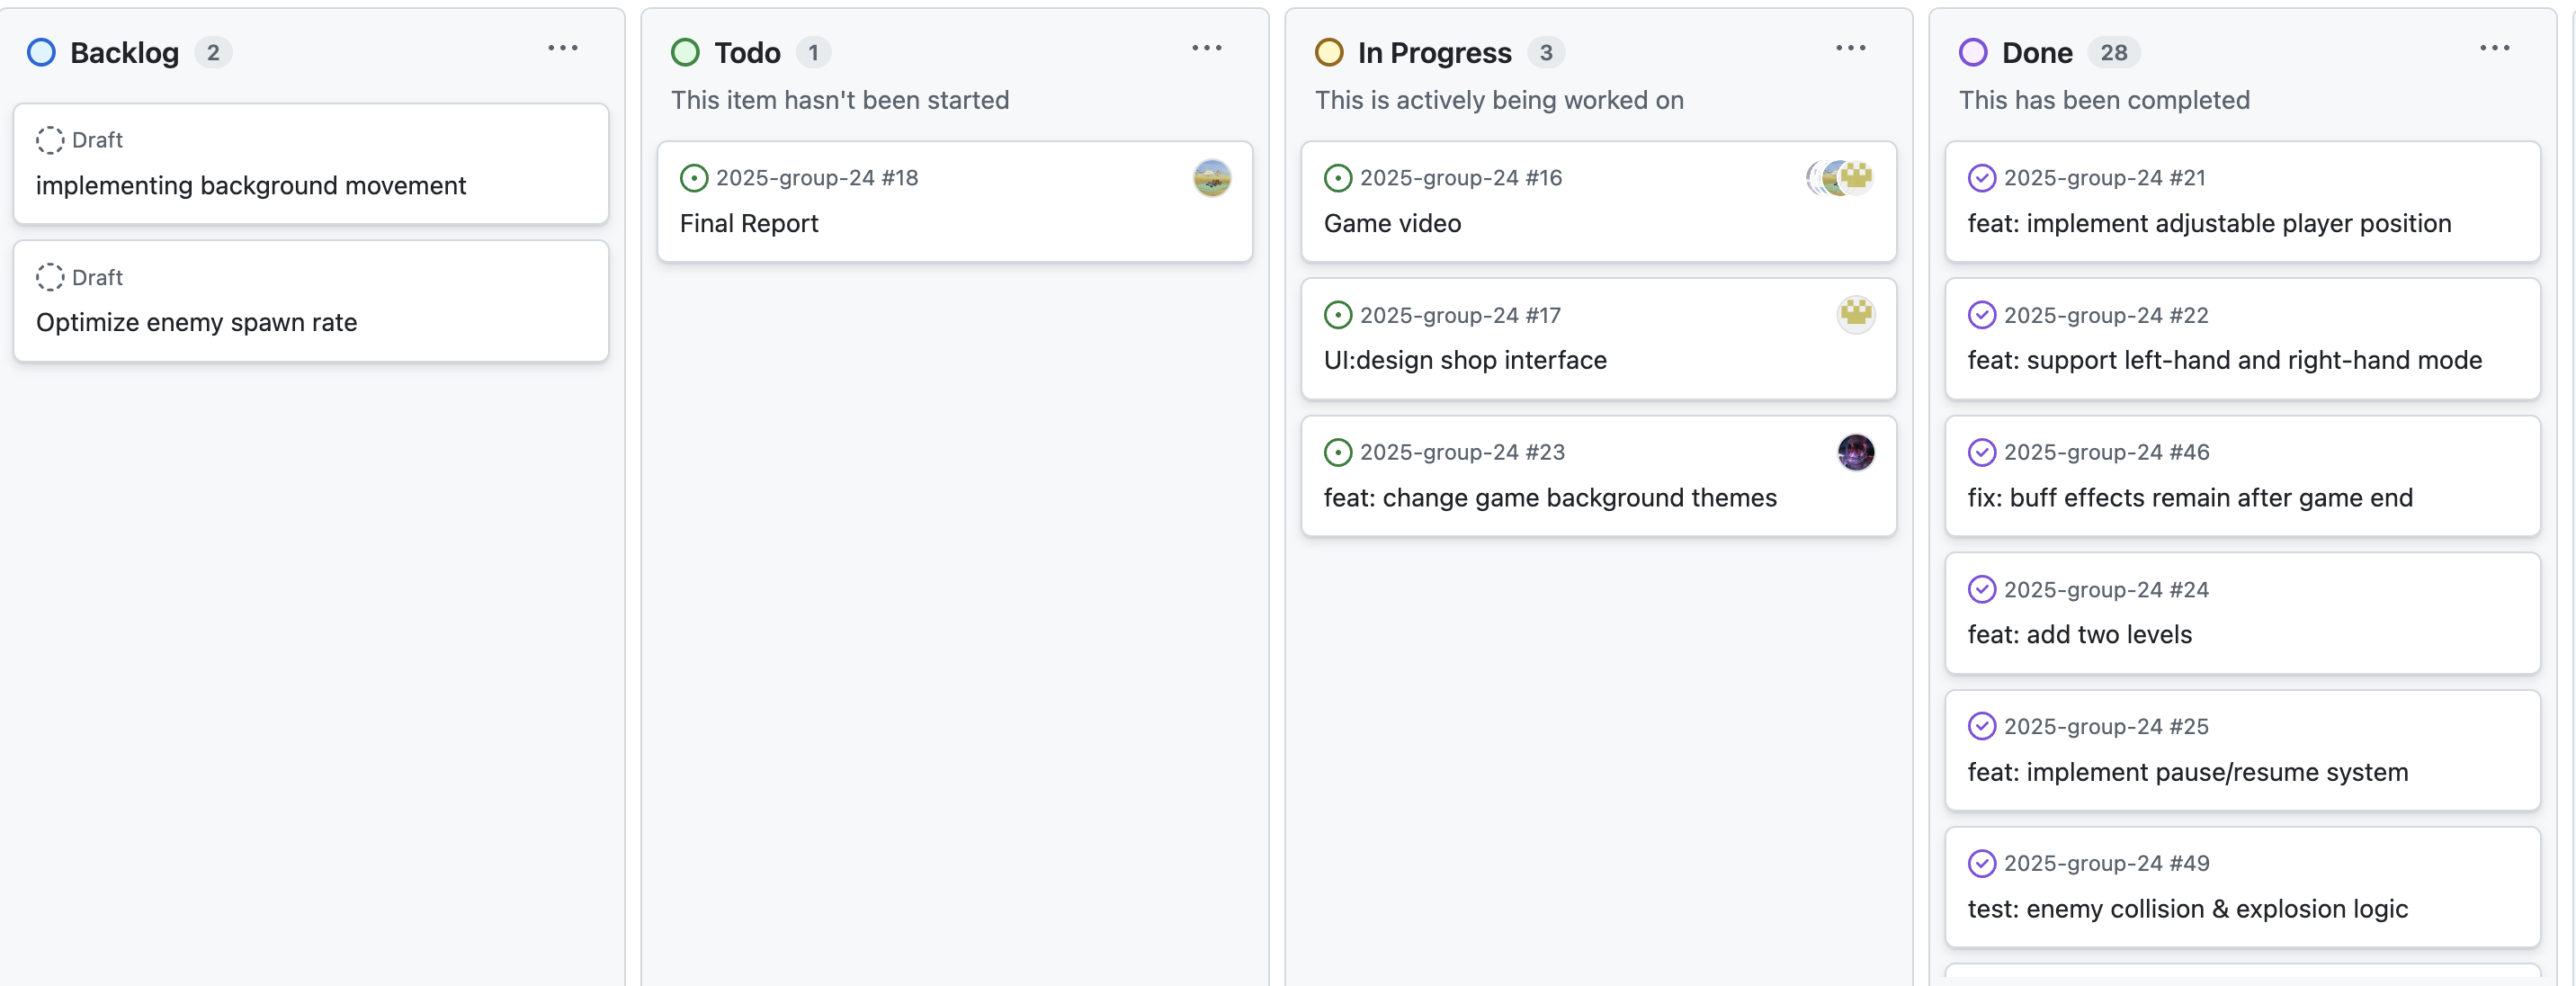 Backlog 2
Draft
implementing background movement
Draft
Optimize enemy spawn rate
Todo 1
This item hasn't been started
2025-group-24 #18
Final Report
In Progress 3
This is actively being worked on
2025-group-24 #16
Game video
2025-group-24 #17
UI:design shop interface
2025-group-24 #23
feat: change game background themes
Done 28
This has been completed
2025-group-24 #21
feat: implement adjustable player position
2025-group-24 #22
feat: support left-hand and right-hand mode
2025-group-24 #46
fix: buff effects remain after game end
2025-group-24 #24
feat: add two levels
2025-group-24 #25
feat: implement pause/resume system
2025-group-24 #49
test: enemy collision & explosion logic